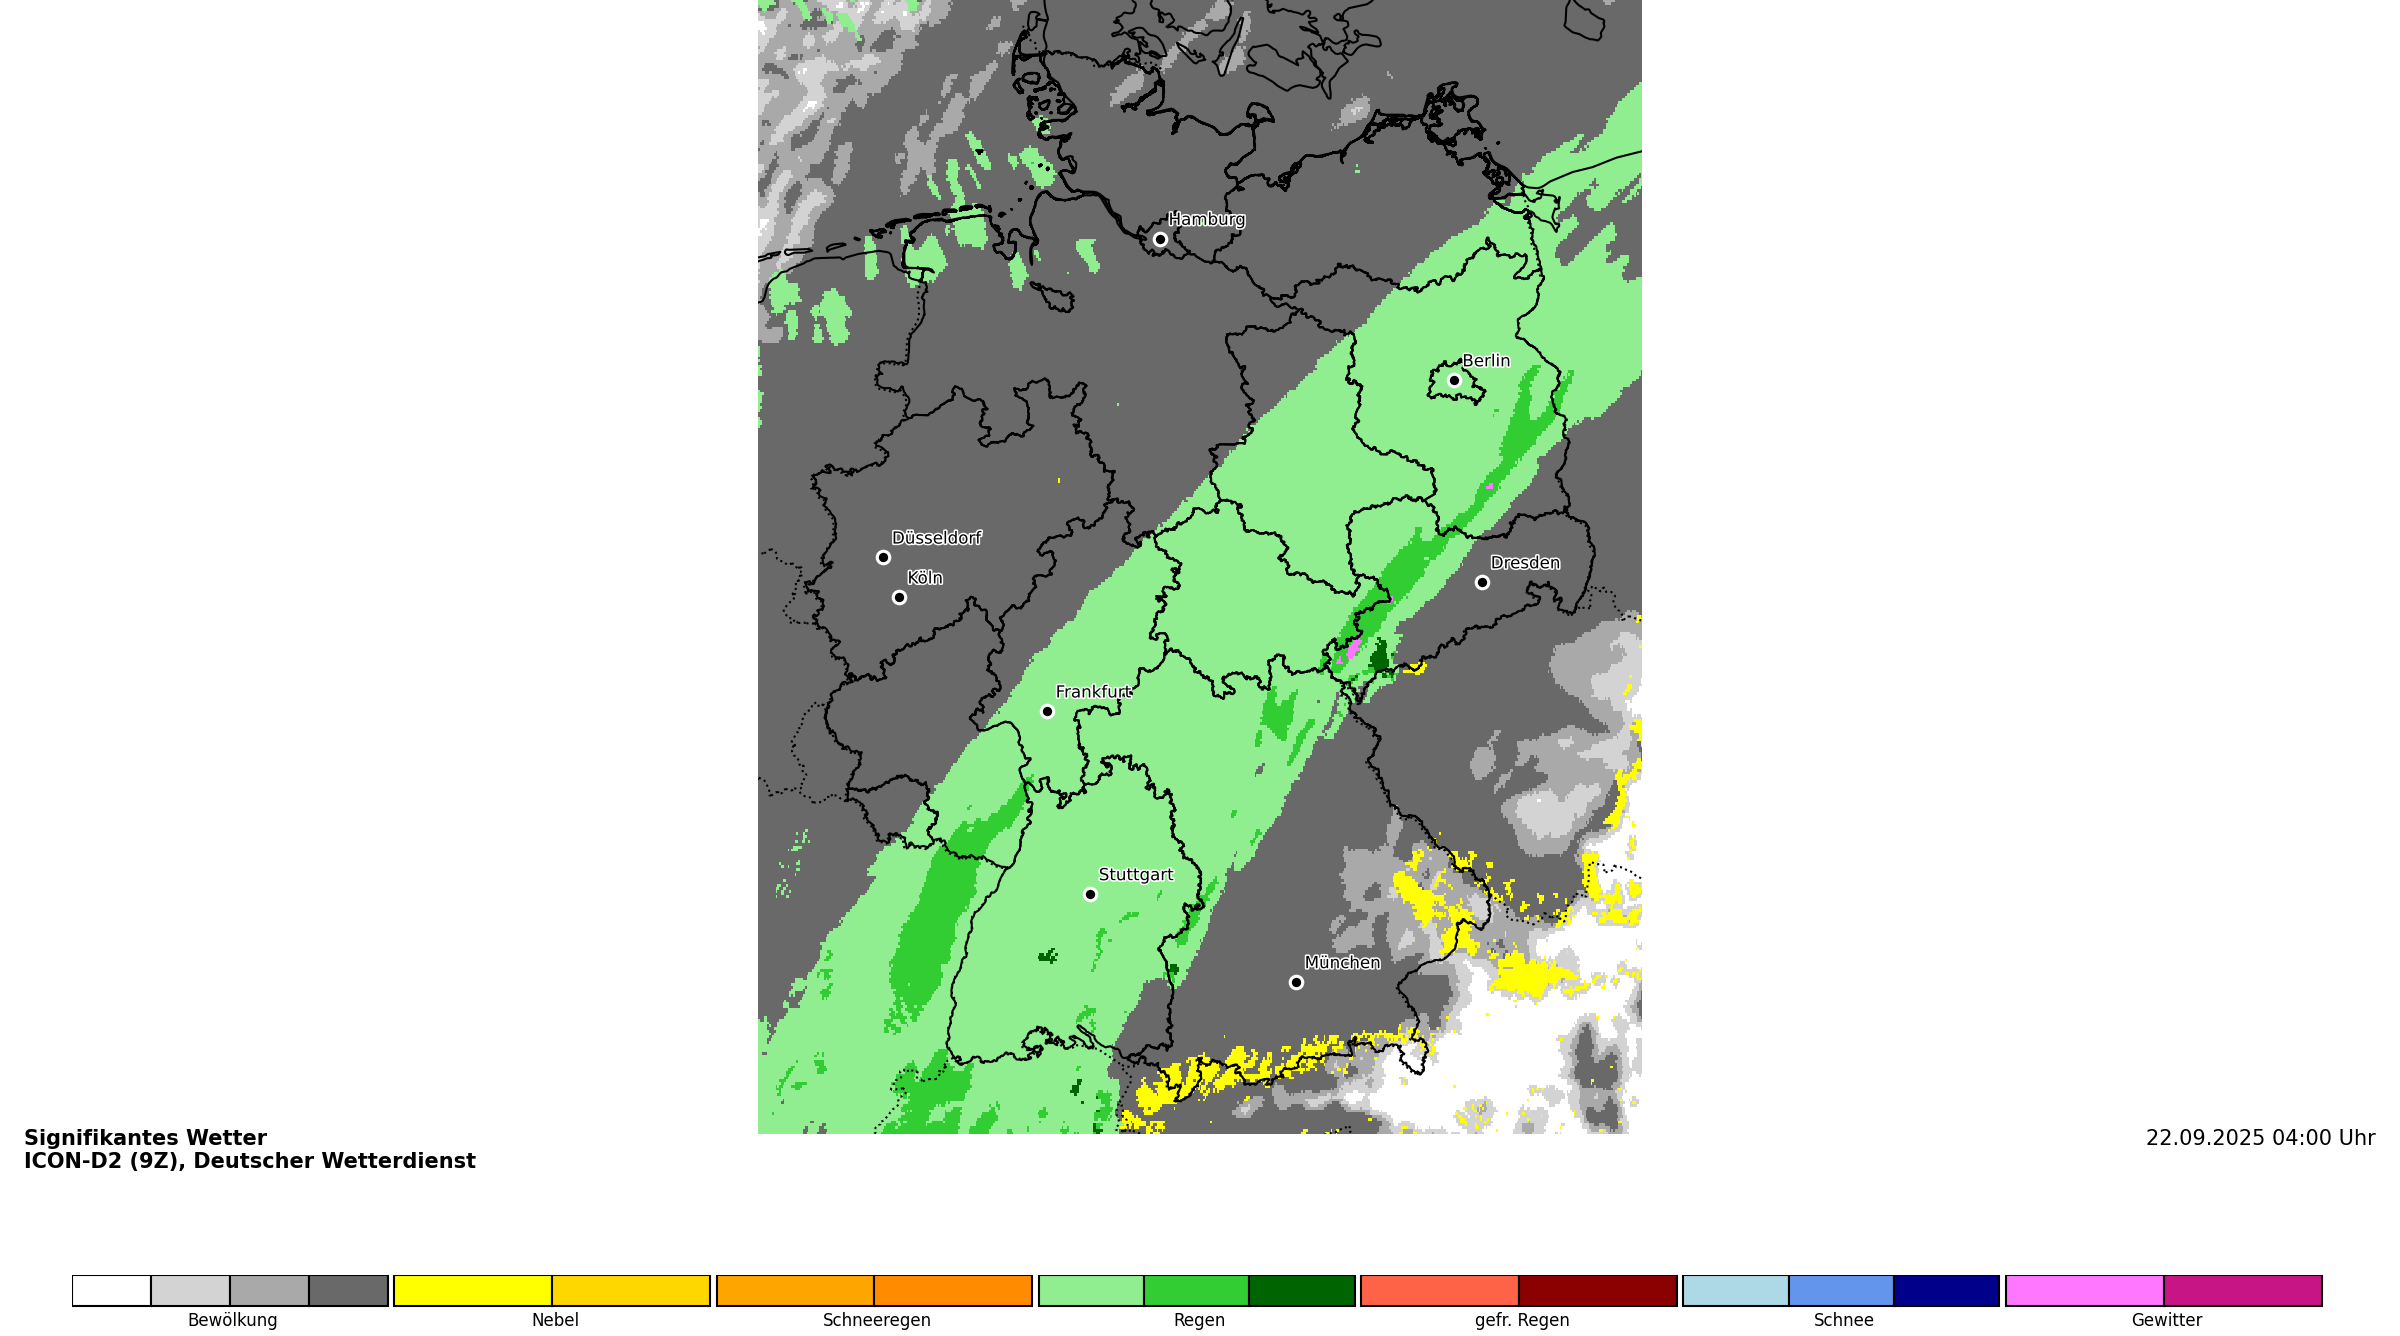 Hamburg
Berlin
Düsseldorf
Köln
Dresden
Frankfurt
Stuttgart
München
Signifikantes Wetter
ICON-D2 (9Z), Deutscher Wetterdienst
22.09.2025 04:00 Uhr
Bewölkung
Nebel
Schneeregen
Regen
gefr. Regen
Schnee
Gewitter